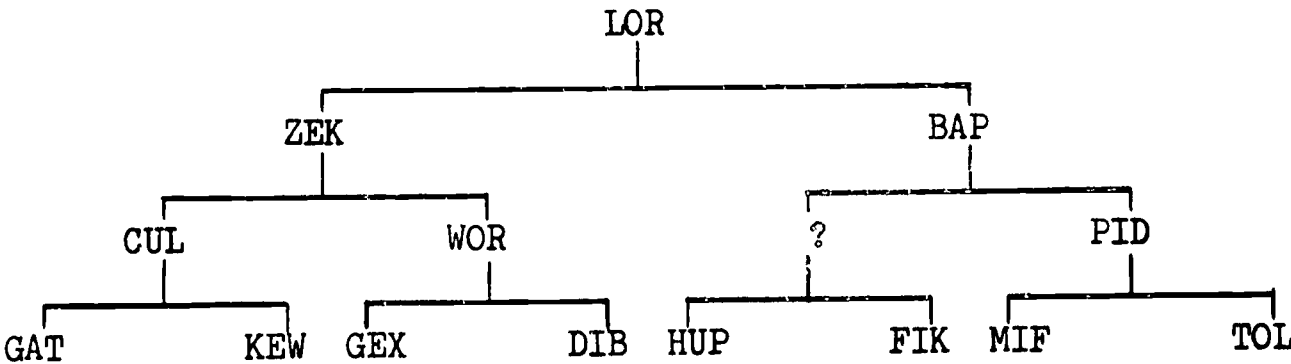 LOR
ZEK BAP
CUL WOR ? PID
GAT KEW GEX DIB HUP FIK MIF TOL